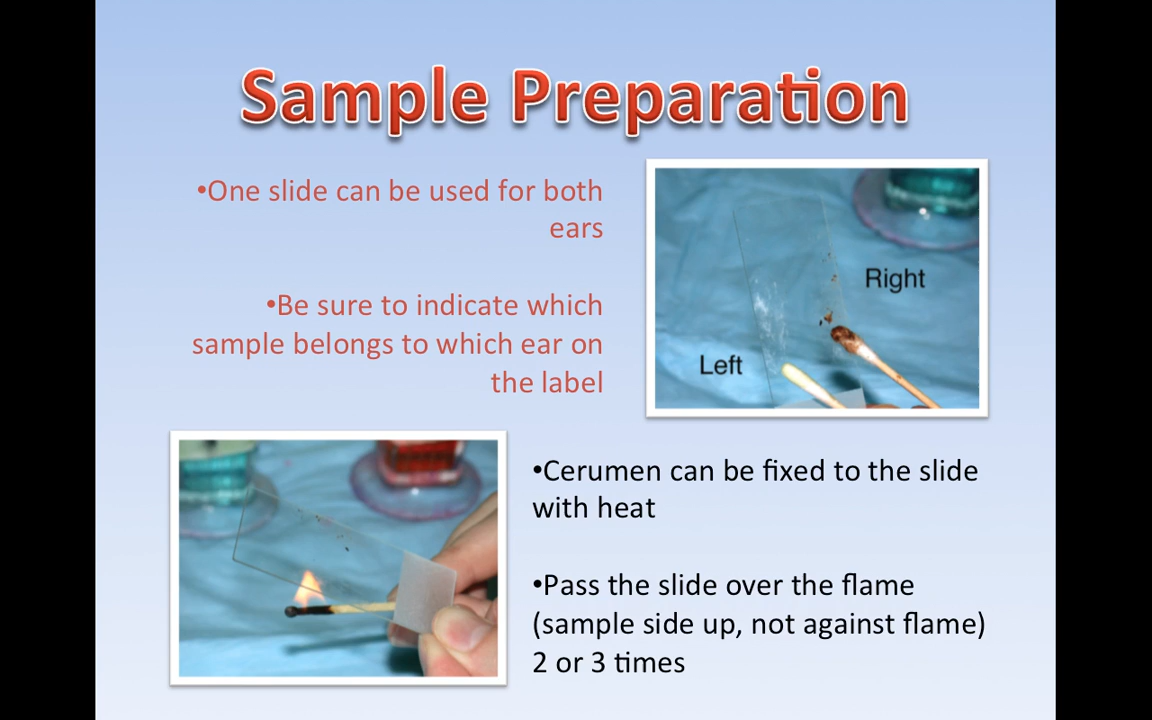 Sample Preparation
•One slide can be used for both
ears
•Be sure to indicate which
sample belongs to which ear on
the label
Right
Left
•Cerumen can be fixed to the slide
with heat
•Pass the slide over the flame
(sample side up, not against flame)
2 or 3 times